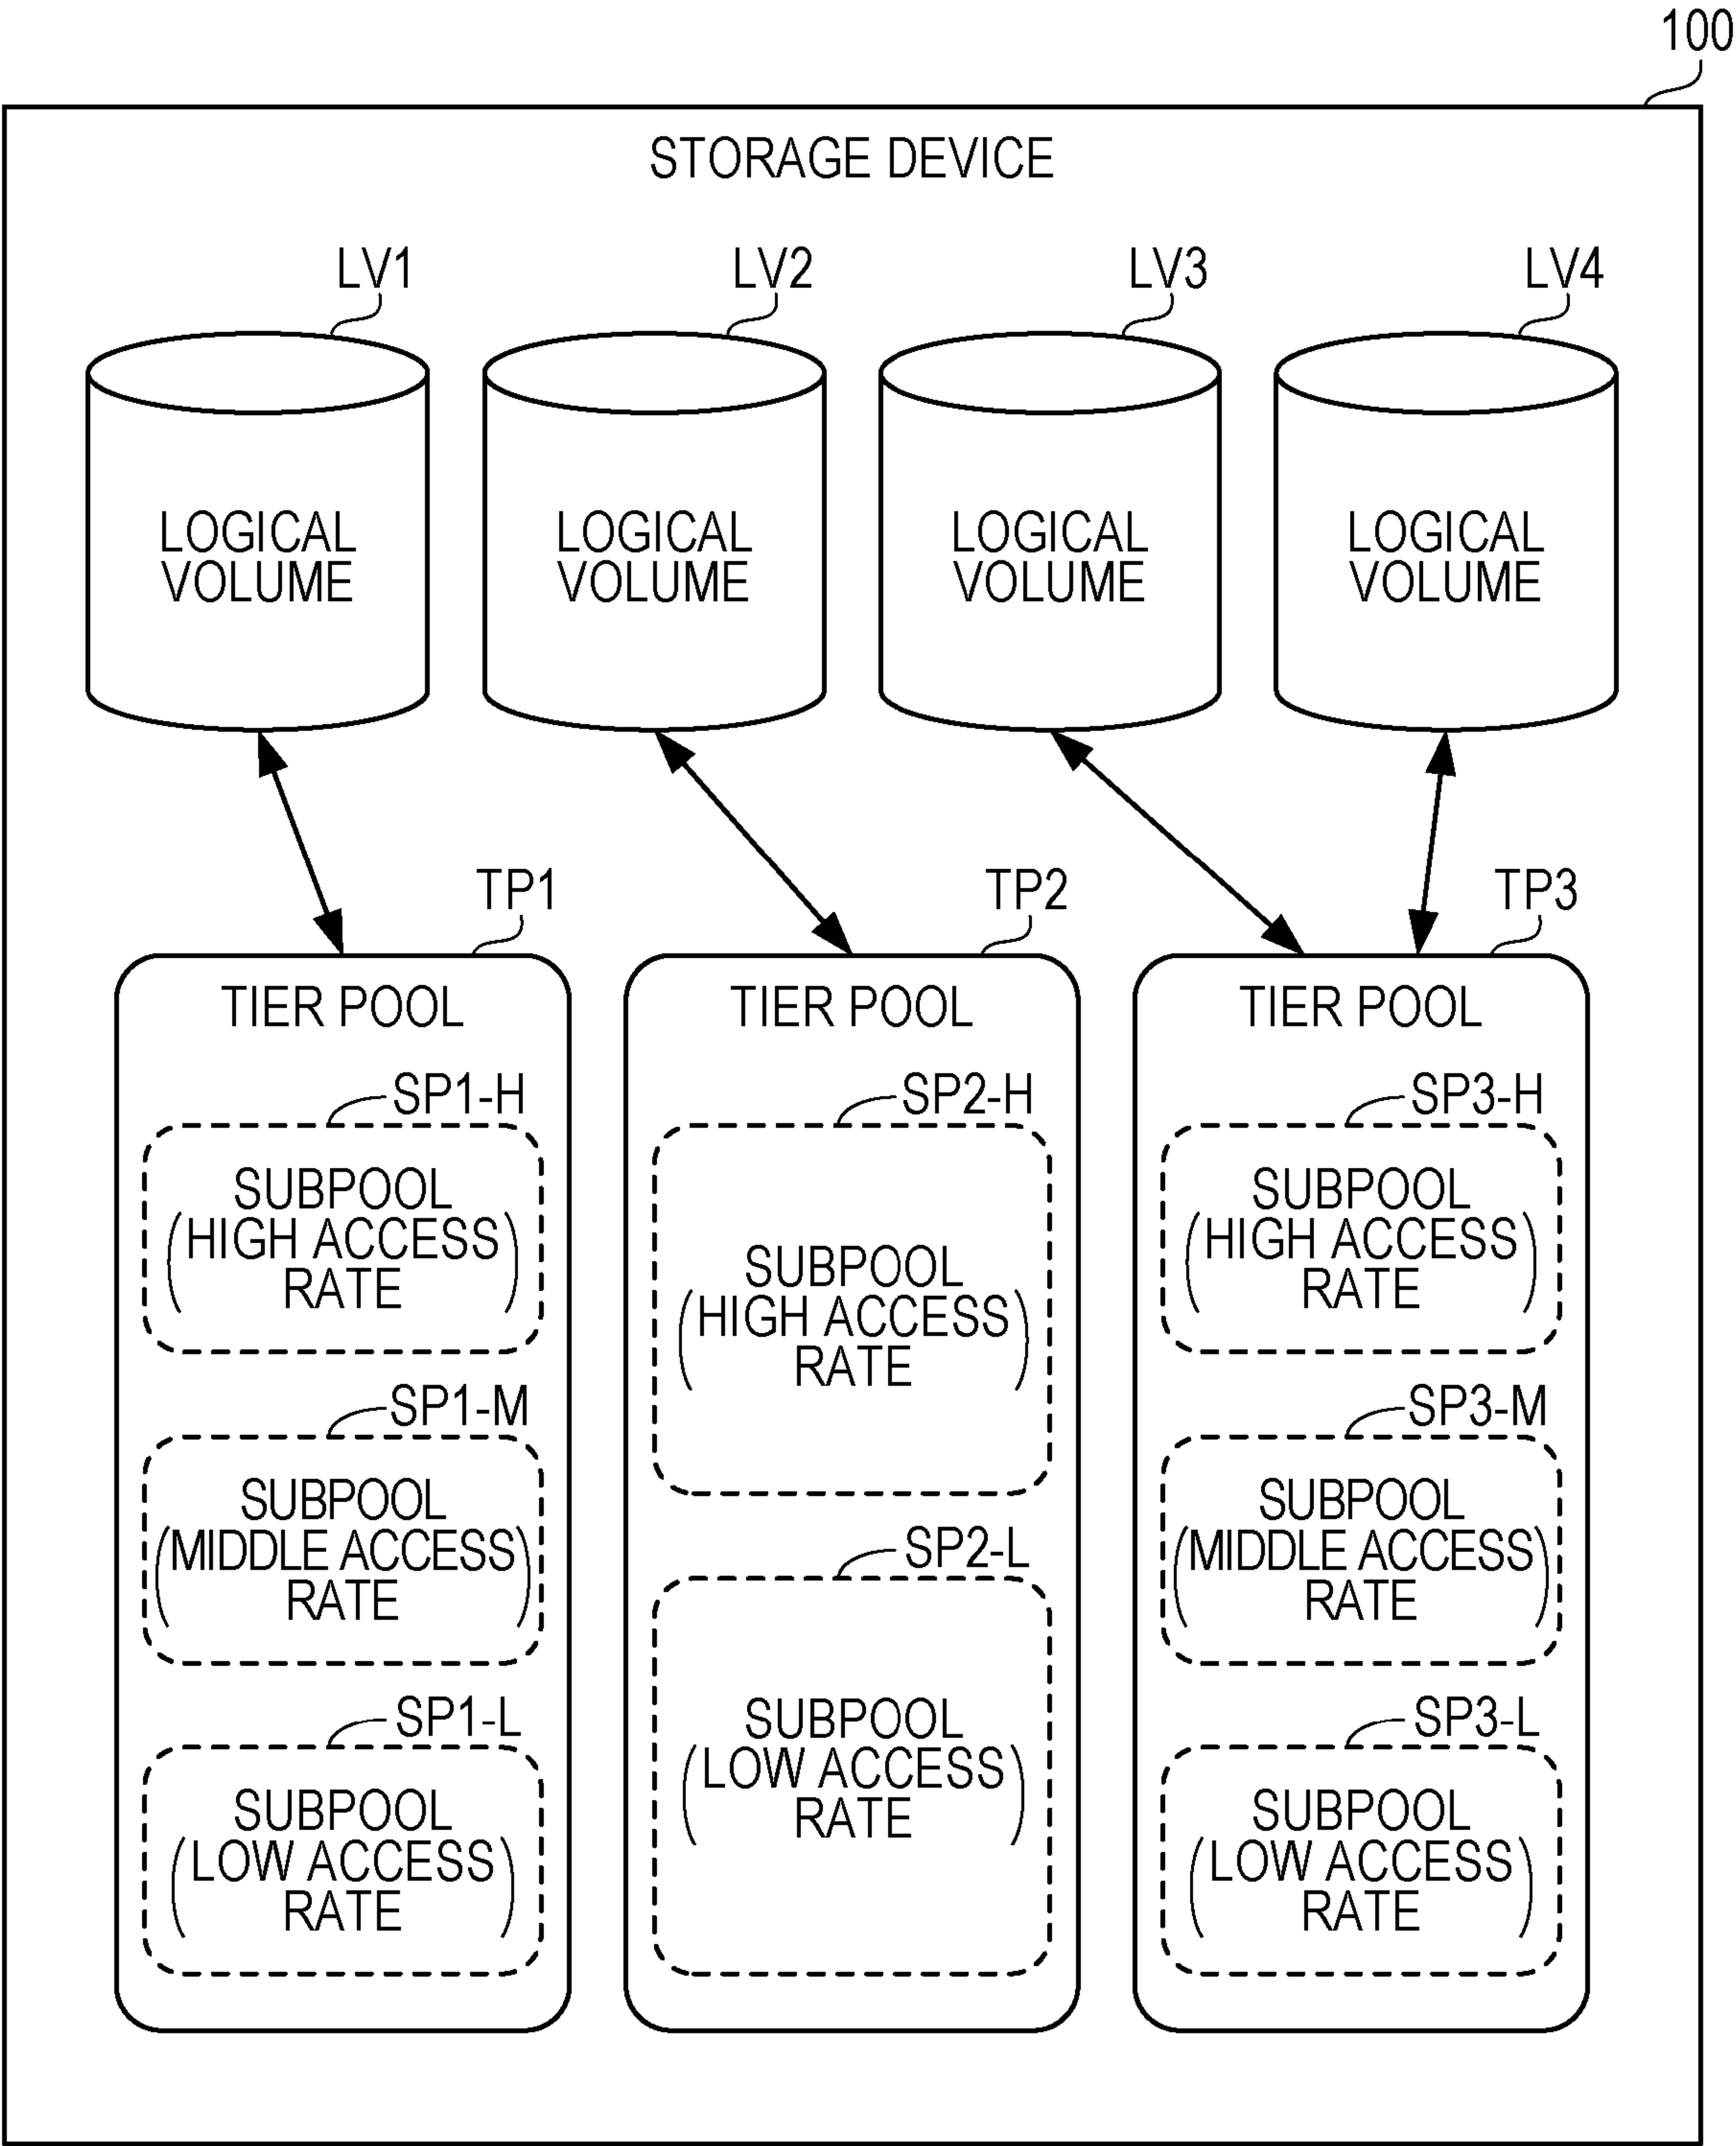 100
STORAGE DEVICE
LV1
LV2
LV3
LV4
LOGICAL
VOLUME
LOGICAL
VOLUME
LOGICAL
VOLUME
LOGICAL
VOLUME
TP1
TP2
TP3
TIER POOL
SP1-H
SUBPOOL
(HIGH ACCESS
RATE)
SP1-M
SUBPOOL
(MIDDLE ACCESS
RATE)
SP1-L
SUBPOOL
(LOW ACCESS
RATE)
TIER POOL
SP2-H
SUBPOOL
(HIGH ACCESS
RATE)
SP2-L
SUBPOOL
(LOW ACCESS
RATE)
TIER POOL
SP3-H
SUBPOOL
(HIGH ACCESS
RATE)
SP3-M
SUBPOOL
(MIDDLE ACCESS
RATE)
SP3-L
SUBPOOL
(LOW ACCESS
RATE)